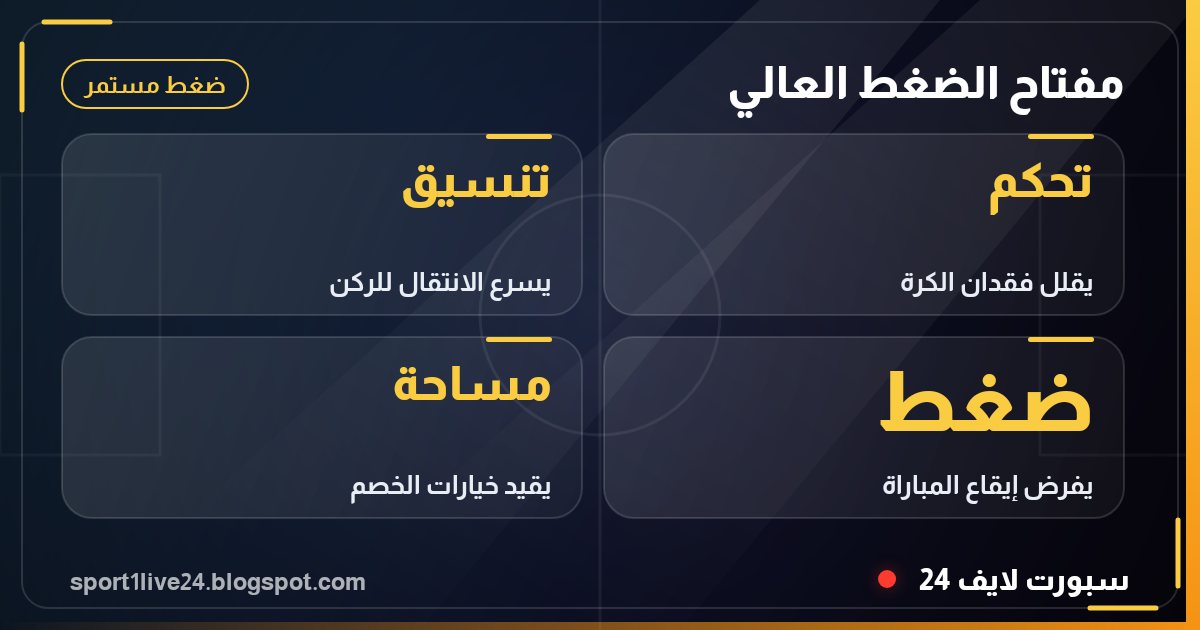 مفتاح الضغط العالي
ضغط مستمر
تحكم
يقلل فقدان الكرة
تنسيق
يسرع الانتقال للركن
ضغط
يفرض إيقاع المباراة
مساحة
يقيد خيارات الخصم
سبورت لايف 24
sport1live24.blogspot.com